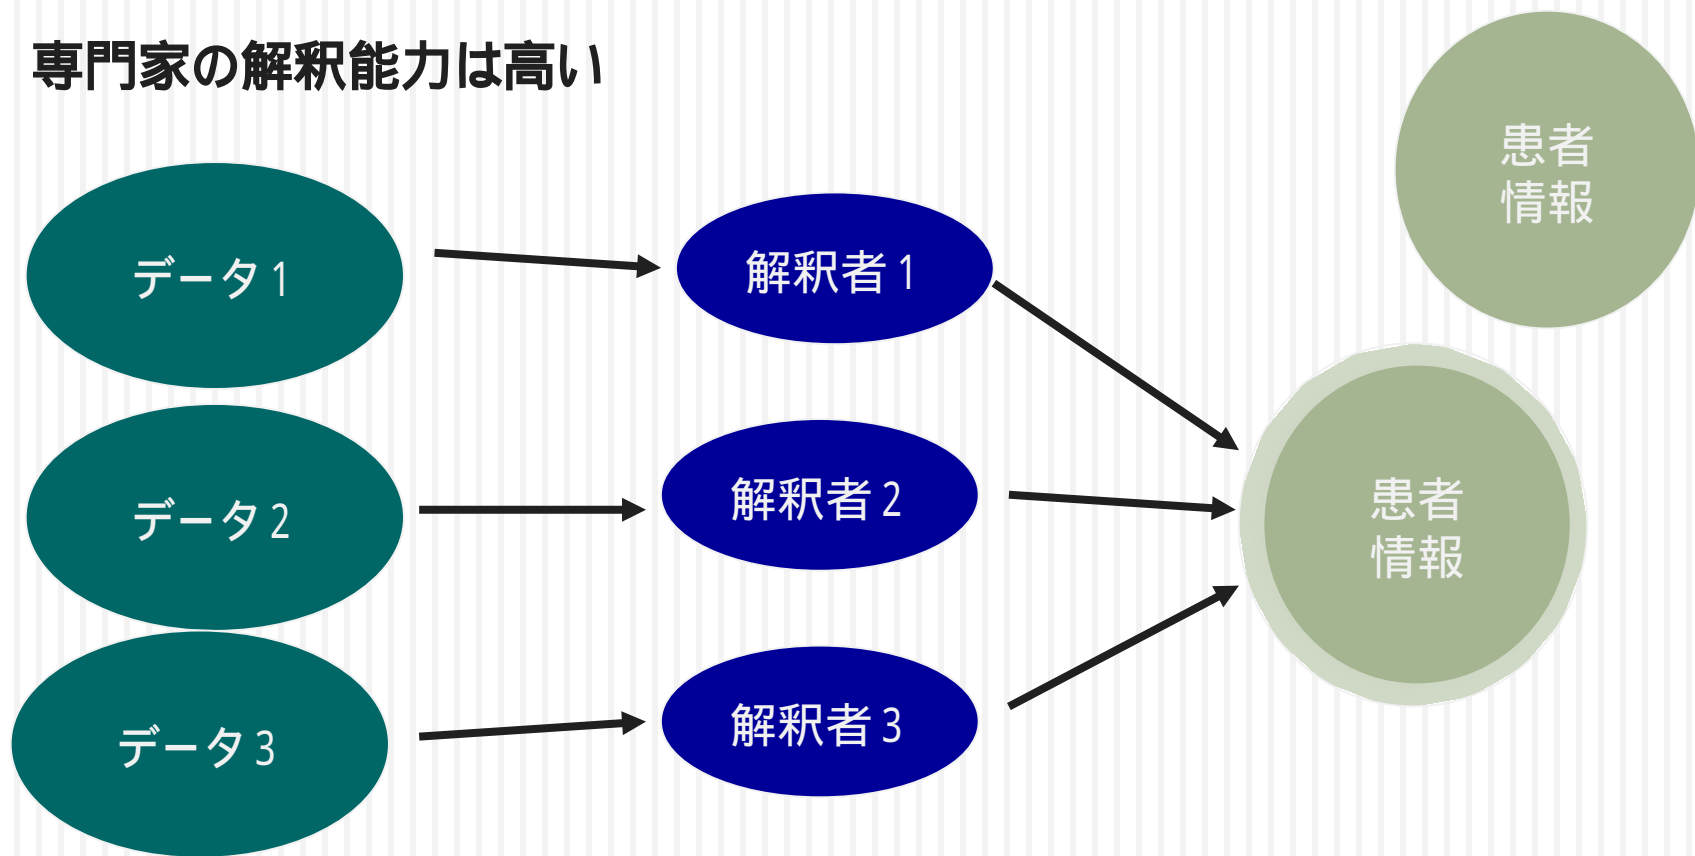 専門家の解釈能力は高い
患者
情報
データ1
解釈者1
データ2
解釈者2
患者
情報
データ3
解釈者3